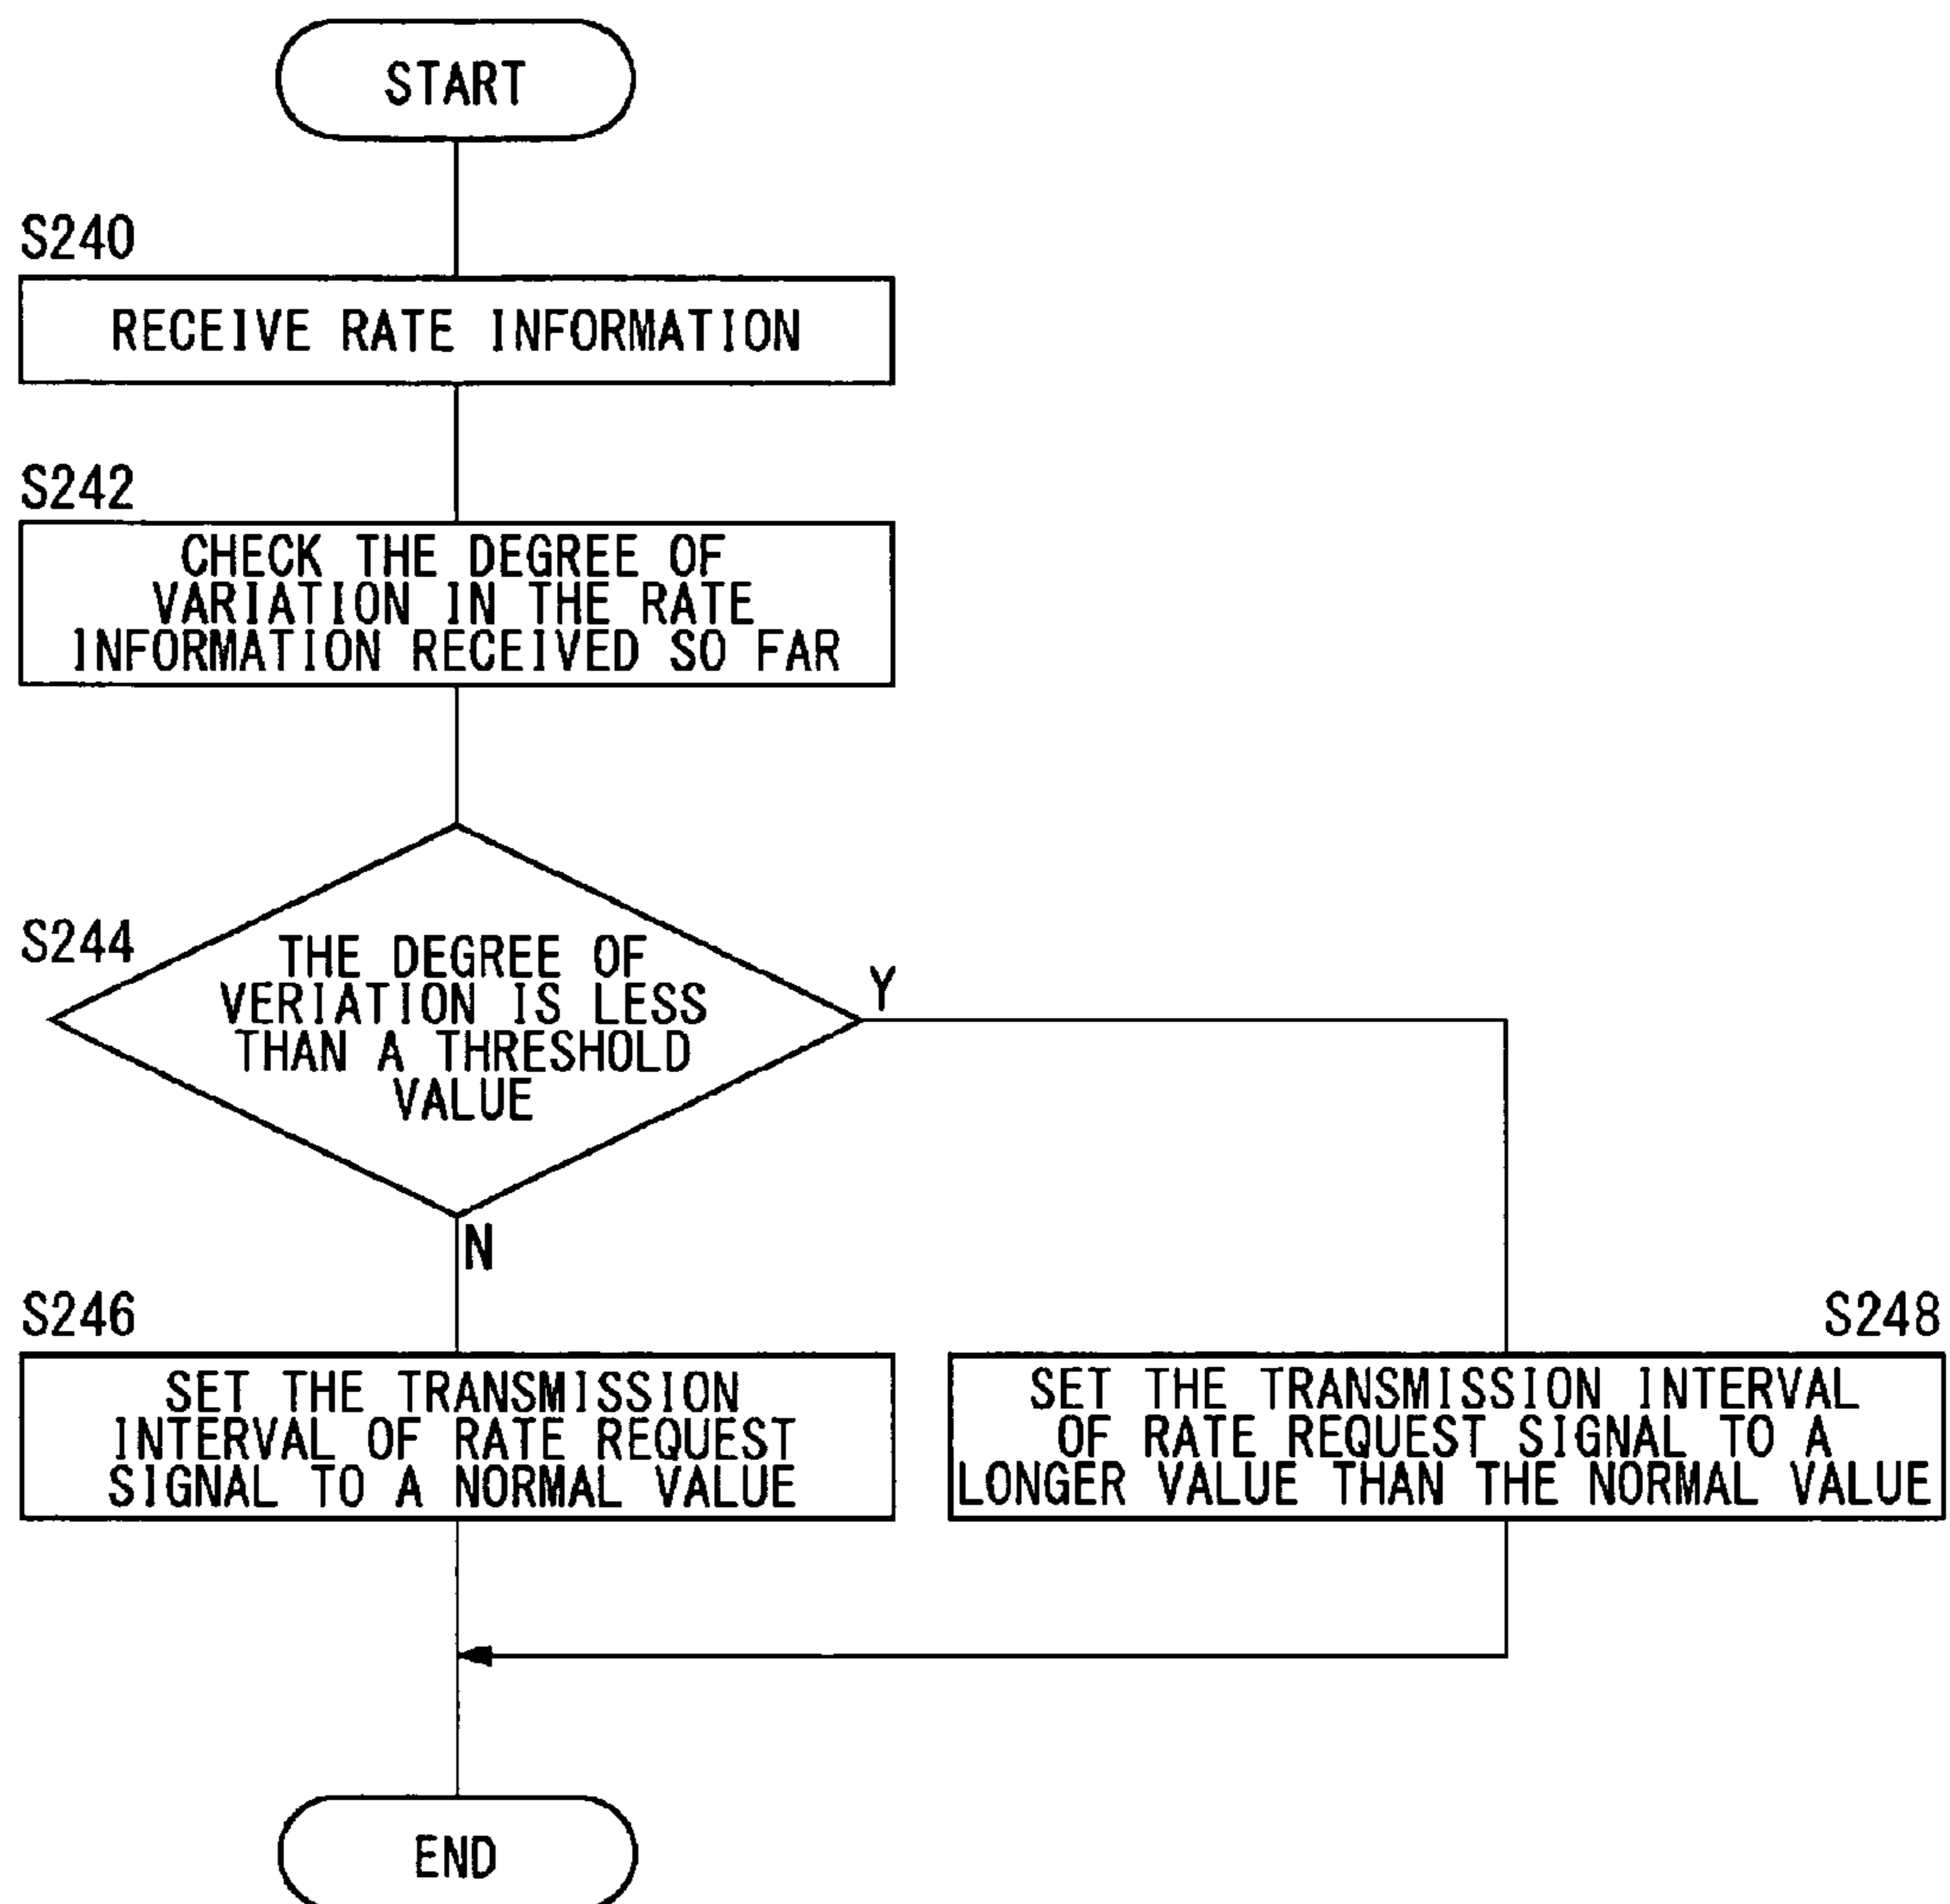 START
S240
RECEIVE RATE INFORMATION
S242
CHECK THE DEGREE OF
VARIATION IN THE RATE
INFORMATION RECEIVED SO FAR
S244
THE DEGREE OF
VERIATION IS LESS
THAN A THRESHOLD
VALUE
Y
N
S246
SET THE TRANSMISSION
INTERVAL OF RATE REQUEST
SIGNAL TO A NORMAL VALUE
S248
SET THE TRANSMISSION INTERVAL
OF RATE REQUEST SIGNAL TO A
LONGER VALUE THAN THE NORMAL VALUE
END